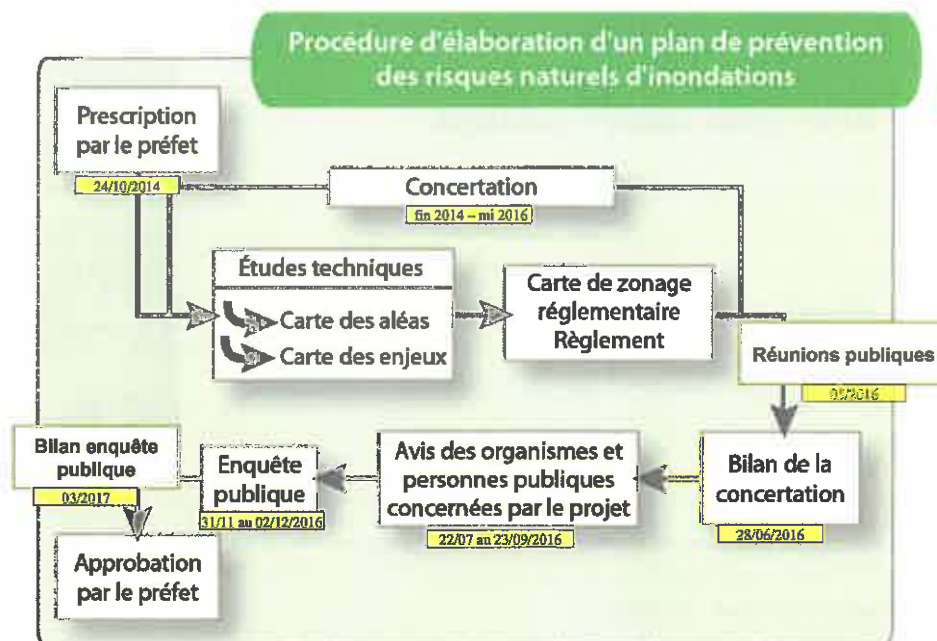 Procédure d'élaboration d'un plan de prévention
des risques naturels d'inondations
Prescription
par le préfet
24/10/2014
Concertation
fin 2014 – mi 2016
Études techniques
Carte des aléas
Carte des enjeux
Carte de zonage
réglementaire
Règlement
Réunions publiques
05/2016
Bilan de la
concertation
28/06/2016
Avis des organismes et
personnes publiques
concernées par le projet
22/07 au 23/09/2016
Enquête
publique
31/11 au 02/12/2016
Bilan enquête
publique
03/2017
Approbation
par le préfet